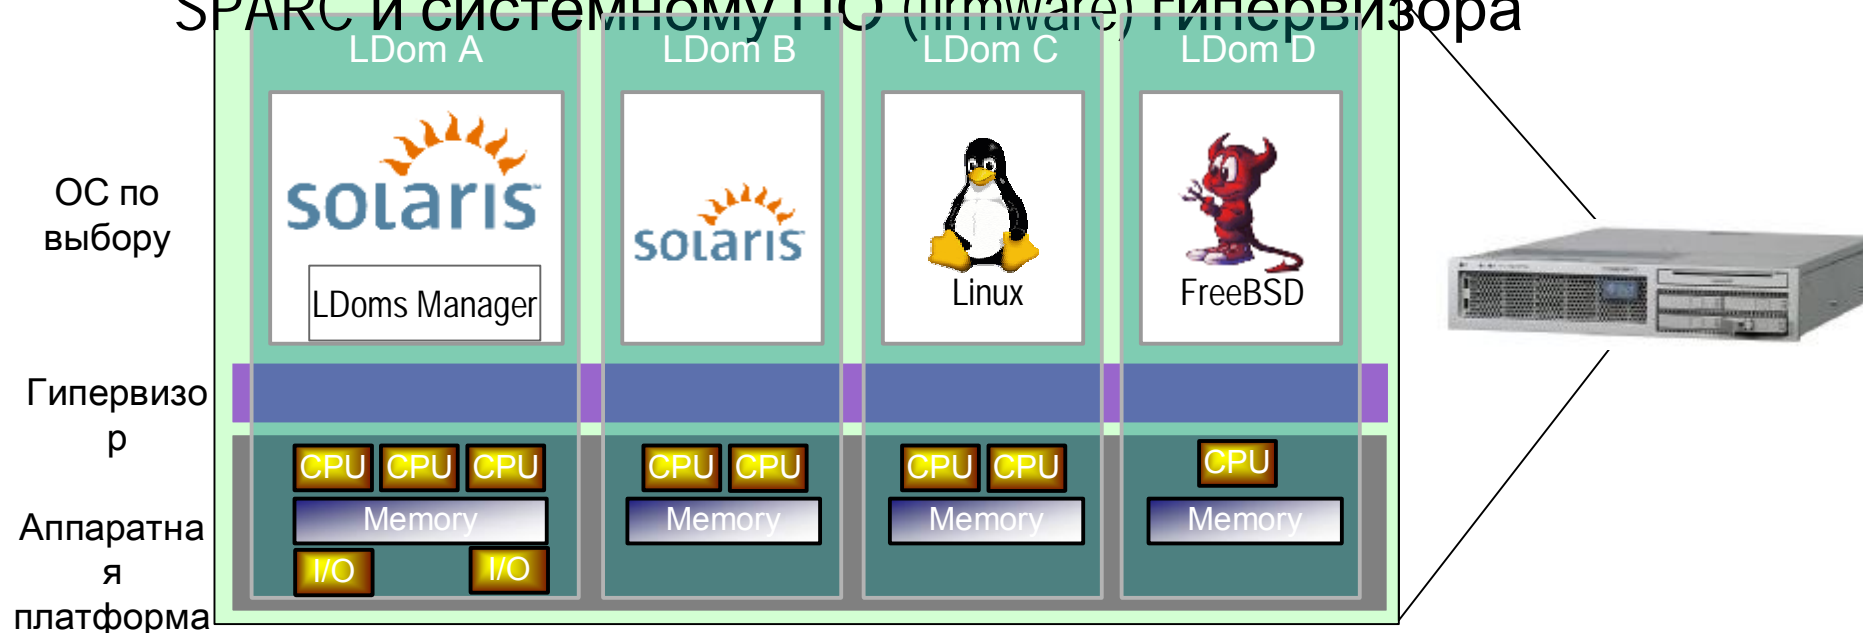 SPARC и системному ПО (firmware) гипервизора
LDom A
LDom B
LDom C
LDom D
ОС по
выбору
solaris
LDoms Manager
solaris
Linux
FreeBSD
Гипервизо
р
CPU CPU CPU
CPU CPU
CPU CPU
CPU
Memory
Memory
Memory
Memory
I/O I/O
Аппаратна
я
платформа